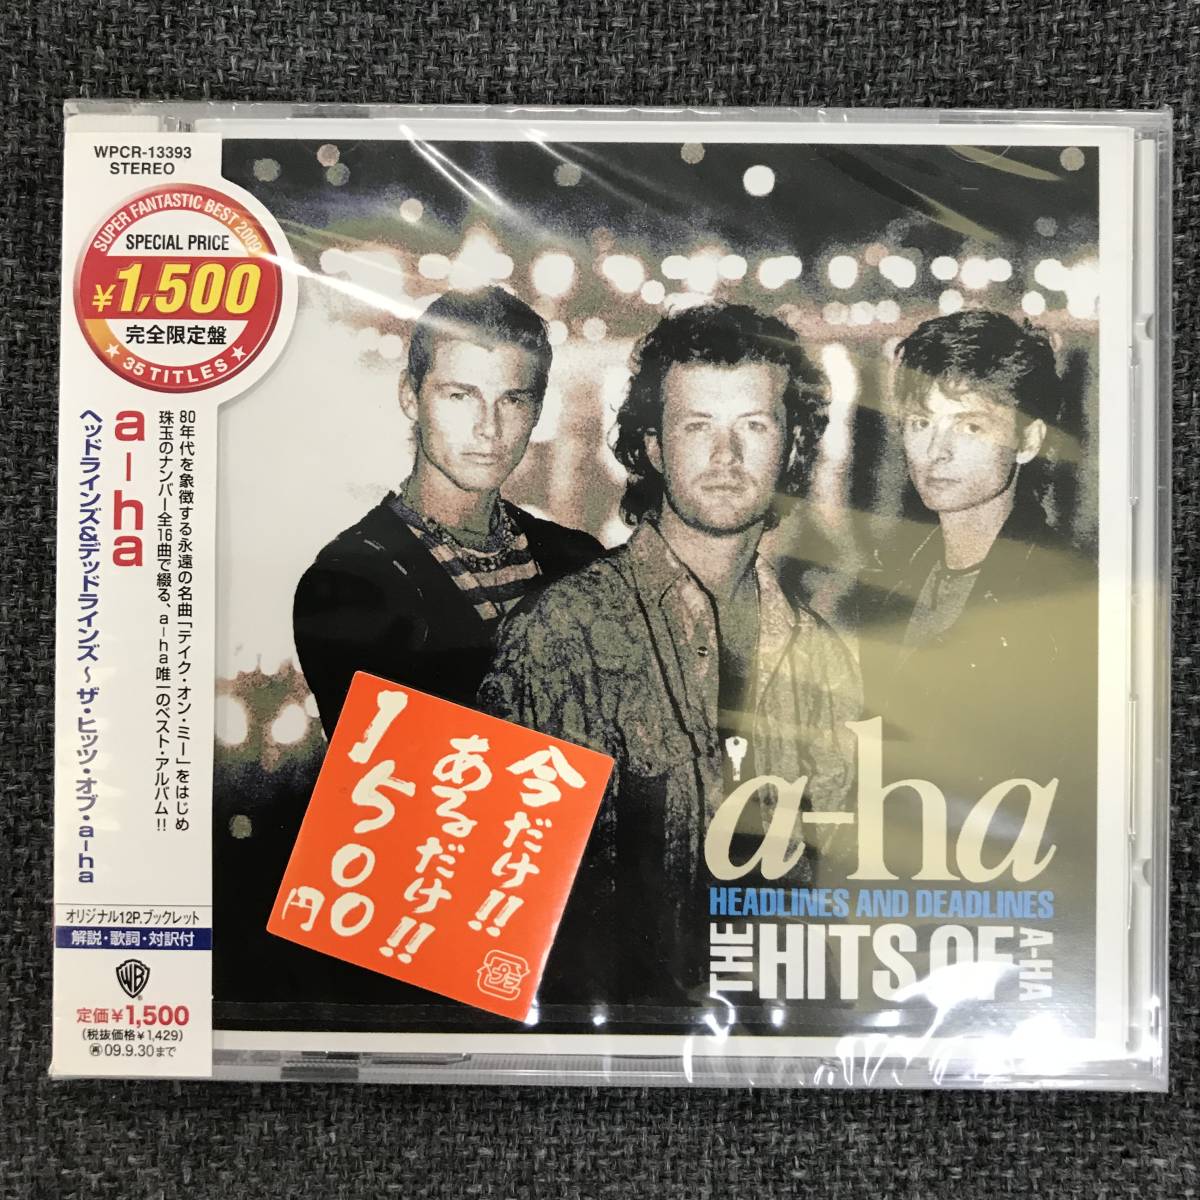 WPCR-13393
STEREO
SUPER FANTASTIC BEST 2009
SPECIAL PRICE
¥1,500
完全限定盤
★ 35 TITLES ★
a-ha
ヘッドラインズ&デッドラインズ～ザ・ヒッツ・オブ・a-ha
80年代を象徴する永遠の名曲「テイク・オン・ミー」をはじめ
珠玉のナンバー全16曲で綴る、a-ha唯一のベスト・アルバム!!
オリジナル12P.ブックレット
解説・歌詞・対訳付
WB
定価¥1,500
(税抜価格¥1,429)
再09.9.30まで
今だけ!!
あるだけ!!
1500円
プラ
a-ha
HEADLINES AND DEADLINES
THE HITS OF A-HA